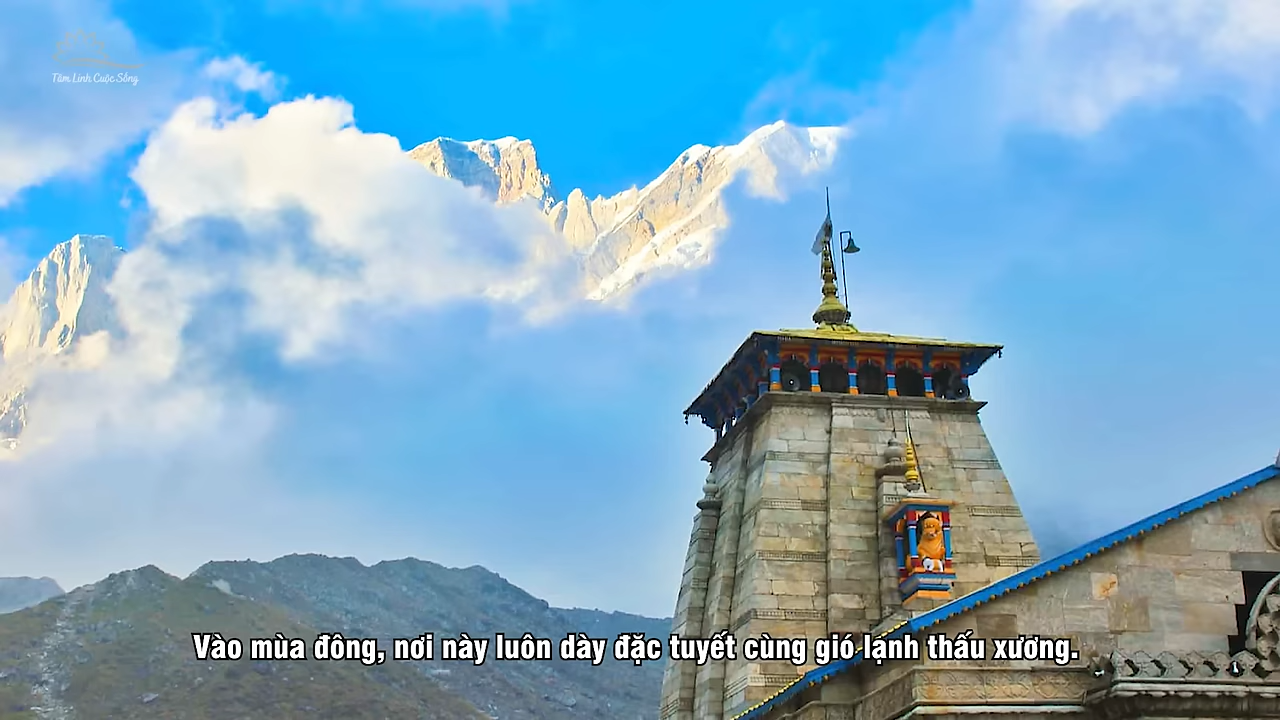 Tâm Linh Cuộc Sống
Vào mùa đông, nơi này luôn dày đặc tuyết cùng gió lạnh thấu xương.